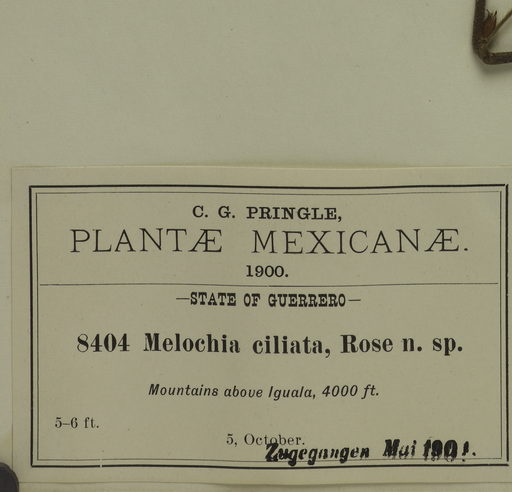 C. G. PRINGLE,
PLANTÆ MEXICANÆ.
1900.
—STATE OF GUERRERO—
8404 Melochia ciliata, Rose n. sp.
Mountains above Iguala, 4000 ft.
5–6 ft.
5, October.
Zugegangen Mai 1901.